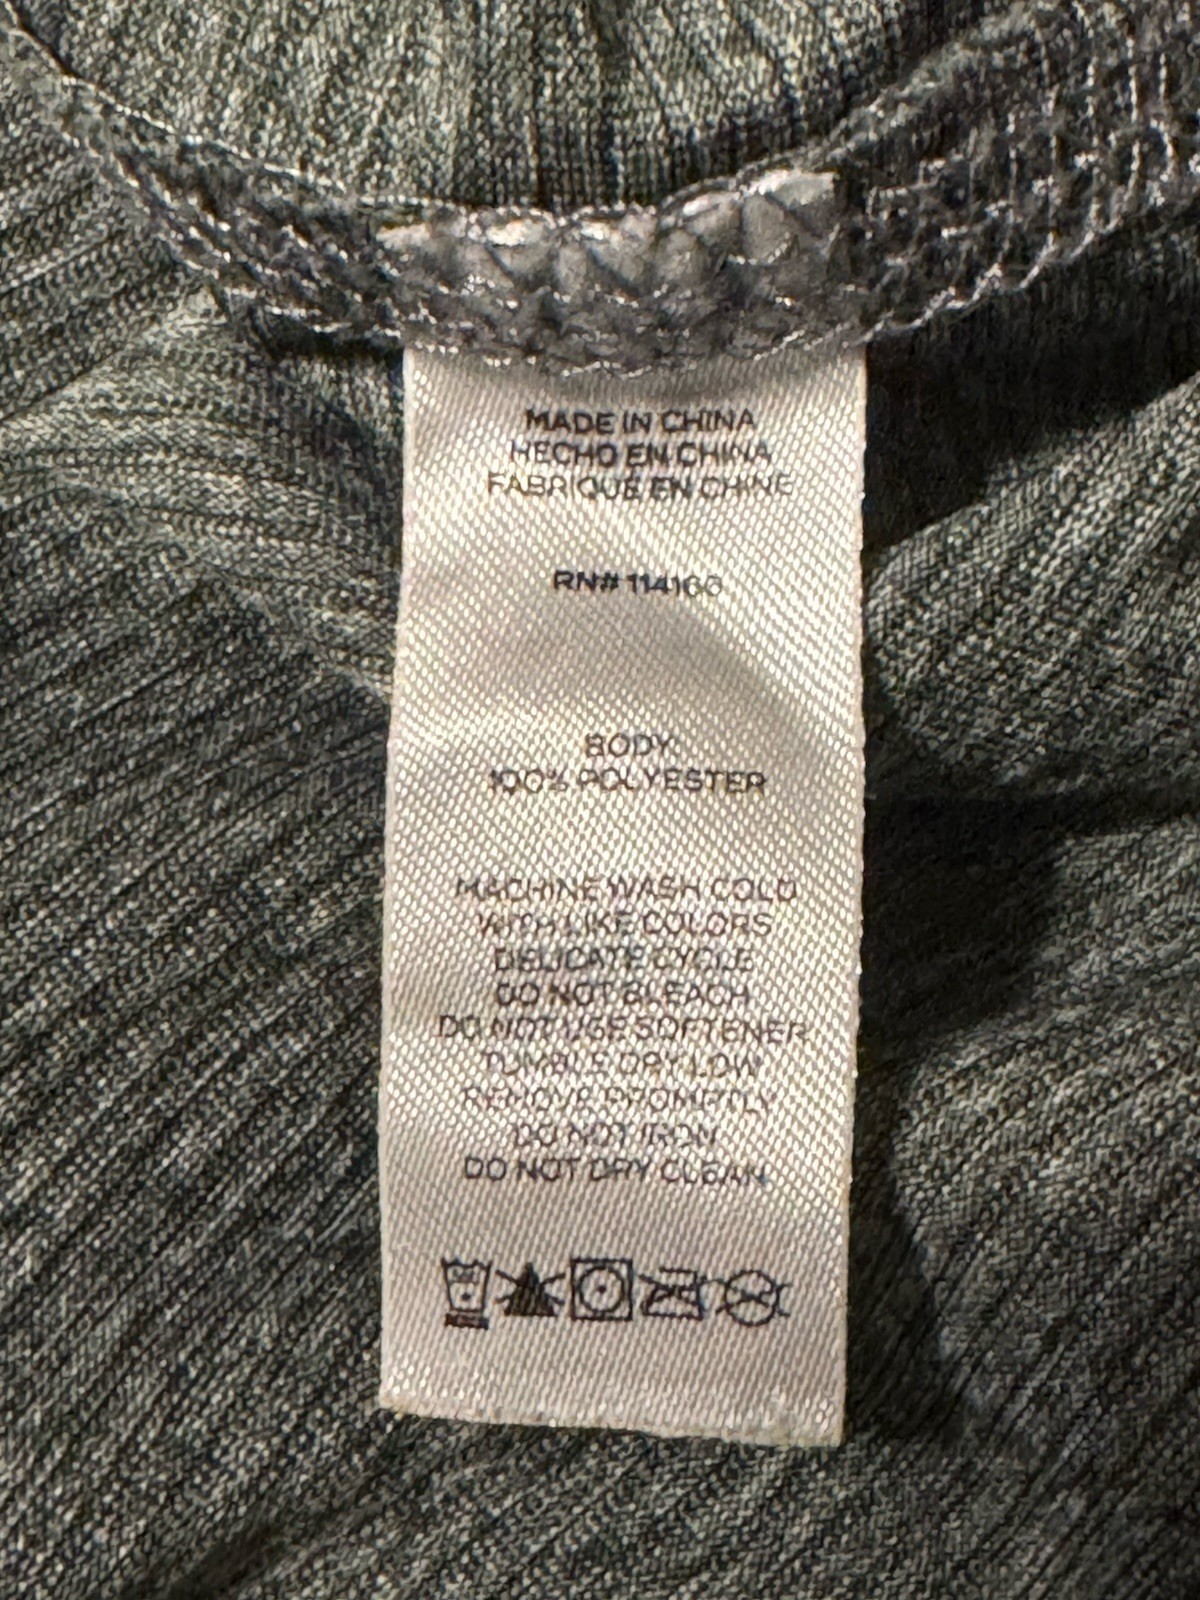 MADE IN CHINA
HECHO EN CHINA
FABRIQUE EN CHINE
RN# 114166
BODY:
100% POLYESTER
MACHINE WASH COLD
WITH LIKE COLORS
DELICATE CYCLE
DO NOT BLEACH
DO NOT USE SOFTENER
TUMBLE DRY LOW
REMOVE PROMPTLY
DO NOT IRON
DO NOT DRY CLEAN